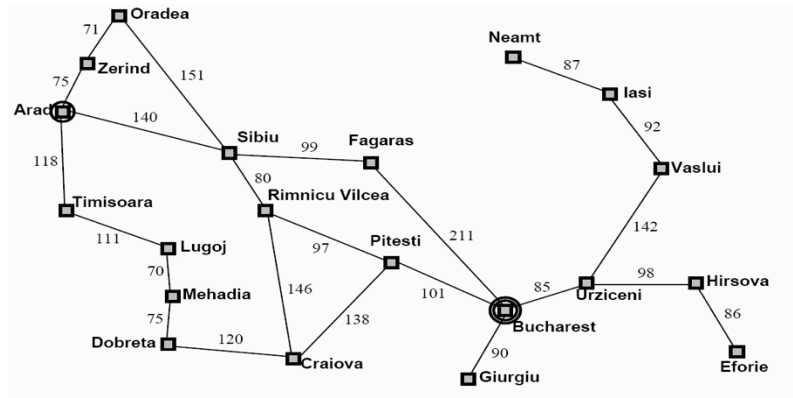 Oradea
71
Neamt
87
Zerind
151
75
Iasi
Arad
140
92
Sibiu
99
Fagaras
118
80
Vaslui
Timisoara
Rimnicu Vilcea
111
97
Pitesti
211
142
Lugoj
70
Mehadia
146
101
85
98
Hirsova
Urziceni
75
138
86
Bucharest
Dobreta
120
90
Craiova
Eforie
Giurgiu